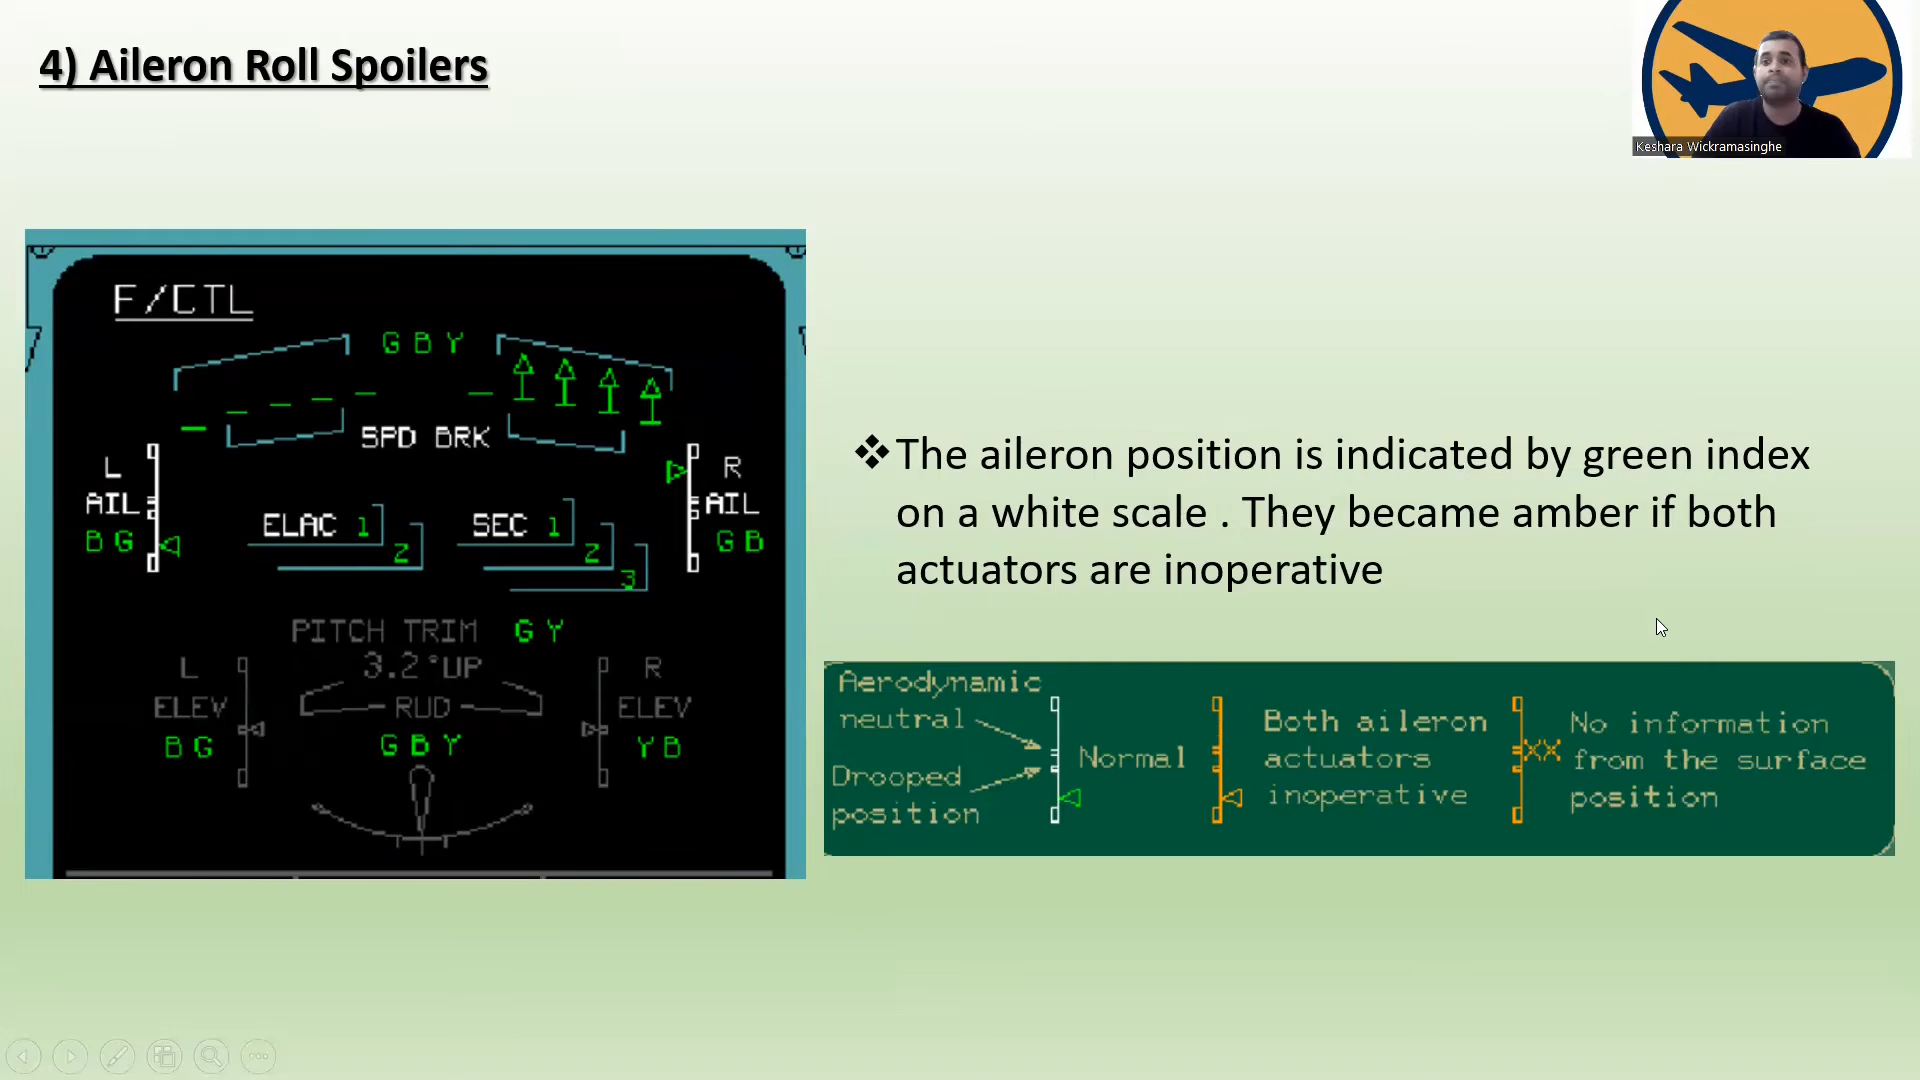 4) Aileron Roll Spoilers
Keshara Wickramasinghe
F/CTL
G B Y
SPD BRK
L
AIL
B G
R
AIL
G B
ELAC 1
2
SEC 1
2
3
PITCH TRIM G Y
3.2°UP
L
ELEV
B G
RUD
G B Y
R
ELEV
Y B
❖ The aileron position is indicated by green index
on a white scale . They became amber if both
actuators are inoperative
Aerodynamic
neutral
Drooped
position
Normal
Both aileron
actuators
inoperative
XX
No information
from the surface
position